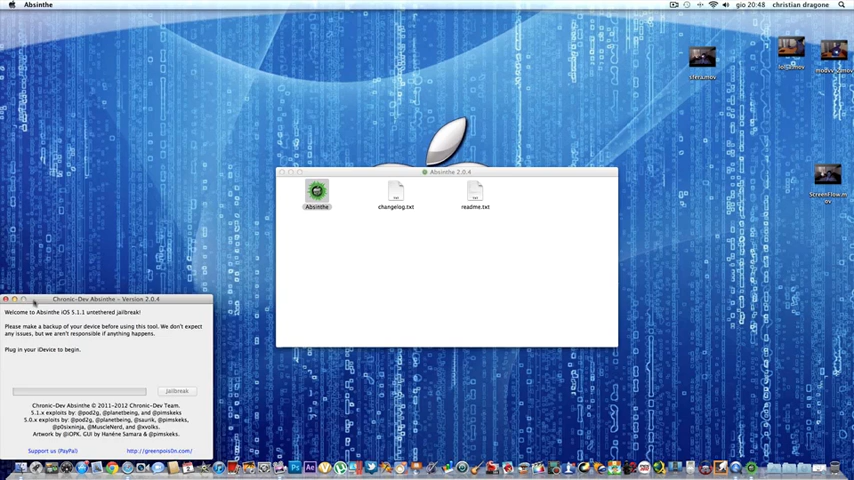 Absinthe
gio 20:48 christian dragone
sfera.mov
ScreenFlow.m
ov
Absinthe 2.0.4
Absinthe
changelog.txt
readme.txt
Chronic-Dev Absinthe - Version 2.0.4
Welcome to Absinthe iOS 5.1.1 untethered jailbreak!
Please make a backup of your device before using this tool. We don't expect
any issues, but we aren't responsible if anything happens.
Plug in your iDevice to begin.
Jailbreak
Chronic-Dev Absinthe © 2011-2012 Chronic-Dev Team.
5.1.x exploits by: @pod2g, @planetbeing, and @pimskeks
5.0.x exploits by: @pod2g, @planetbeing, @saurik, @pimskeks,
@p0sixninja, @MuscleNerd, and @xvolks.
Artwork by @iOPK, GUI by Hanéne Samara & @pimskeks.
Support us (PayPal)
http://greenpois0n.com/